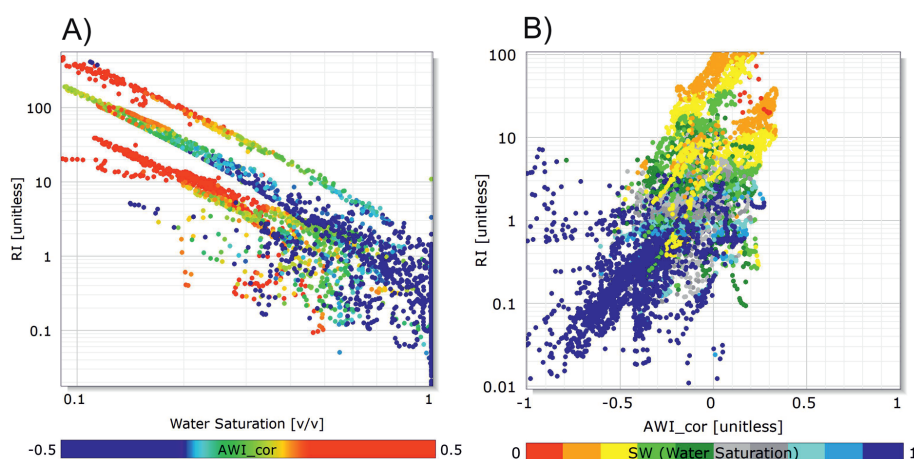 A)
B)
RI [unitless]
100
10
1
0.1
0.1
1
Water Saturation [v/v]
-0.5
AWI_cor
0.5
RI [unitless]
100
10
1
0.1
0.01
-1
-0.5
0
0.5
1
AWI_cor [unitless]
0
SW (Water Saturation)
1